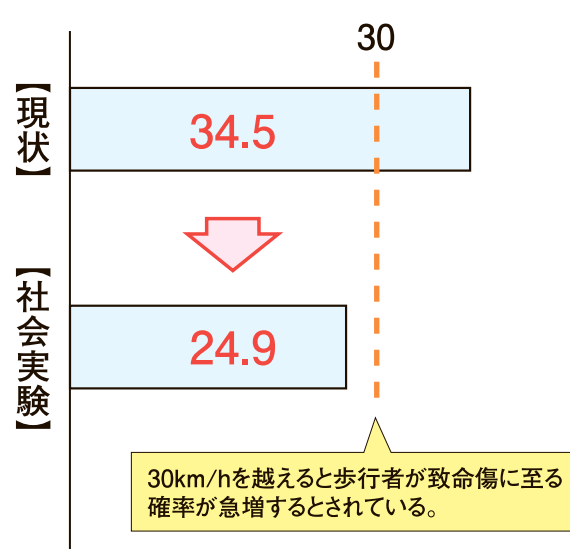 30
【現状】
34.5
【社会実験】
24.9
30km/hを越えると歩行者が致命傷に至る
確率が急増するとされている。